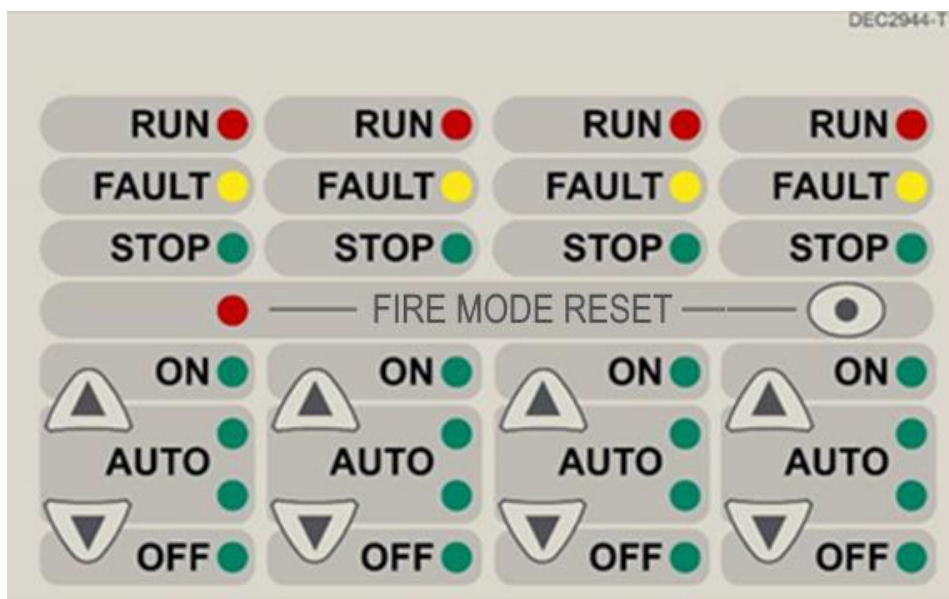 DEC2944-T
RUN RUN RUN RUN
FAULT FAULT FAULT FAULT
STOP STOP STOP STOP
FIRE MODE RESET
ON ON ON ON
AUTO AUTO AUTO AUTO
OFF OFF OFF OFF